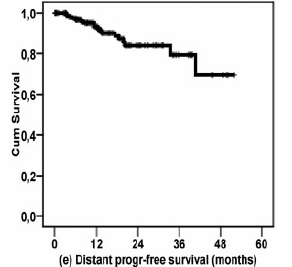 1,0
0,8
0,6
0,4
0,2
0,0
Cum Survival
0 12 24 36 48 60
(e) Distant progr-free survival (months)